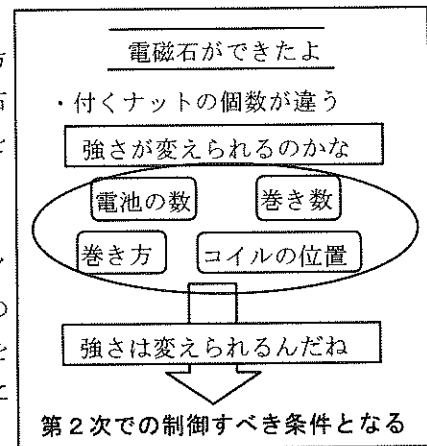 電磁石ができたよ
・付くナットの個数が違う
強さが変えられるのかな
電池の数 巻き数
巻き方 コイルの位置
強さは変えられるんだね
第2次での制御すべき条件となる